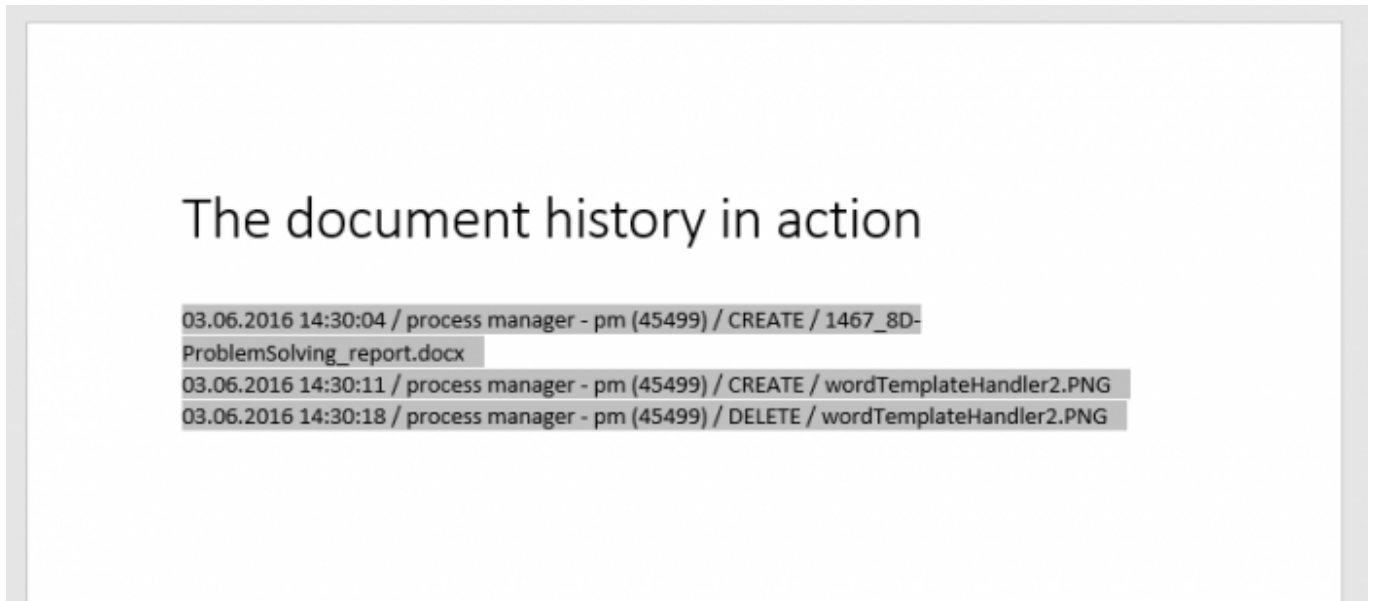 The document history in action
03.06.2016 14:30:04 / process manager - pm (45499) / CREATE / 1467_8D-
ProblemSolving_report.docx
03.06.2016 14:30:11 / process manager - pm (45499) / CREATE / wordTemplateHandler2.PNG
03.06.2016 14:30:18 / process manager - pm (45499) / DELETE / wordTemplateHandler2.PNG